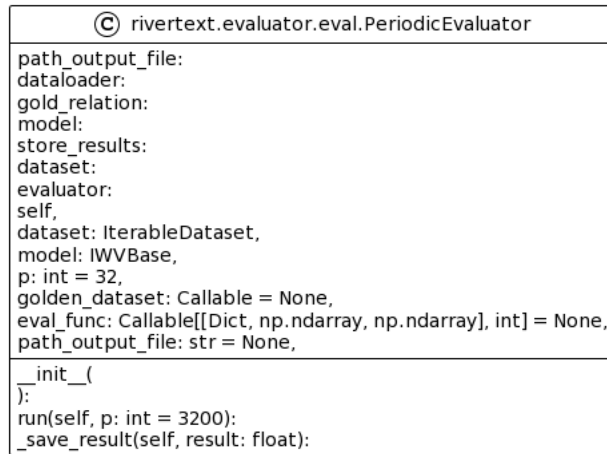 C rivertext.evaluator.eval.PeriodicEvaluator
path_output_file:
dataloader:
gold_relation:
model:
store_results:
dataset:
evaluator:
self,
dataset: IterableDataset,
model: IWVBase,
p: int = 32,
golden_dataset: Callable = None,
eval_func: Callable[[Dict, np.ndarray, np.ndarray], int] = None,
path_output_file: str = None,
__init__(
):
run(self, p: int = 3200):
_save_result(self, result: float):